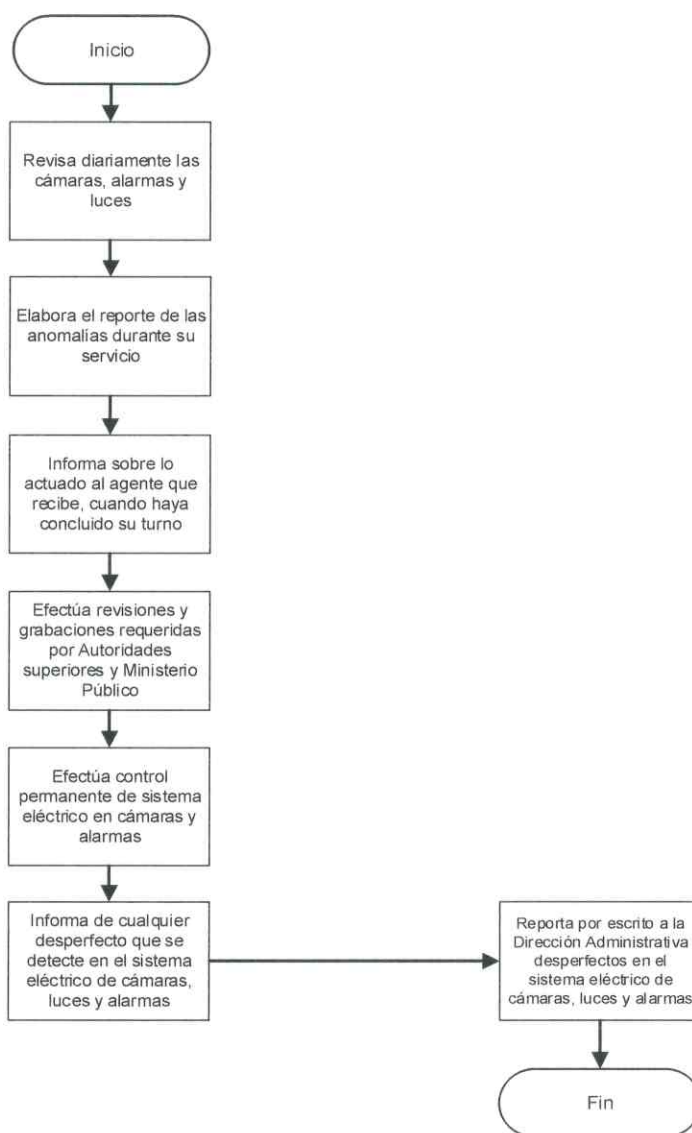 Inicio
Revisa diariamente las
cámaras, alarmas y
luces
Elabora el reporte de las
anomalías durante su
servicio
Informa sobre lo
actuado al agente que
recibe, cuando haya
concluido su turno
Efectúa revisiones y
grabaciones requeridas
por Autoridades
superiores y Ministerio
Público
Efectúa control
permanente de sistema
eléctrico en cámaras y
alarmas
Informa de cualquier
desperfecto que se
detecte en el sistema
eléctrico de cámaras,
luces y alarmas
Reporta por escrito a la
Dirección Administrativa
desperfectos en el
sistema eléctrico de
cámaras, luces y alarmas
Fin